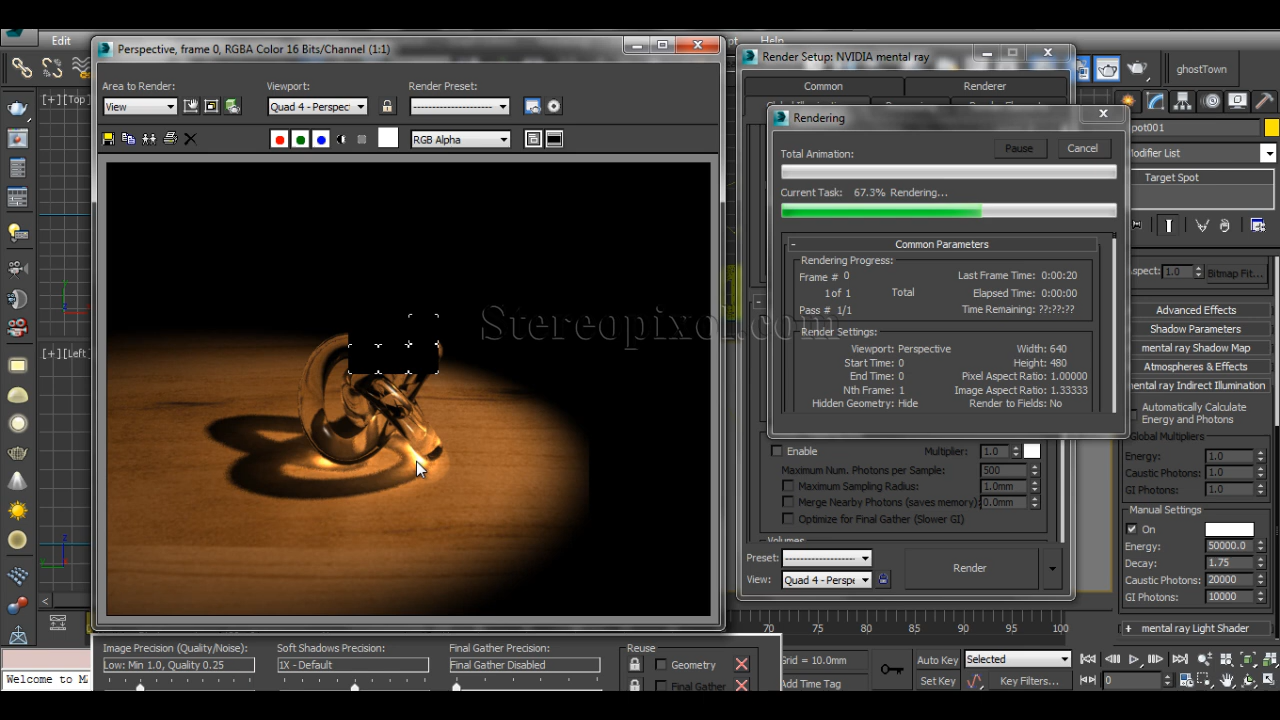 Edit
Perspective, frame 0, RGBA Color 16 Bits/Channel (1:1)
Area to Render:
View
Viewport:
Quad 4 - Perspec
Render Preset:
RGB Alpha
[+] [Top]
[+] [Left]
Render Setup: NVIDIA mental ray
Common
Renderer
Rendering
Total Animation:
Pause
Cancel
Current Task: 67.3% Rendering...
Common Parameters
Rendering Progress:
Frame # 0
Last Frame Time: 0:00:20
1 of 1
Total
Elapsed Time: 0:00:00
Pass # 1/1
Time Remaining: ??:??:??
Render Settings:
Viewport: Perspective
Width: 640
Start Time: 0
Height: 480
End Time: 0
Pixel Aspect Ratio: 1.00000
Nth Frame: 1
Image Aspect Ratio: 1.33333
Hidden Geometry: Hide
Render to Fields: No
Stereopixol.com
Enable
Multiplier: 1.0
Maximum Num. Photons per Sample: 500
Maximum Sampling Radius: 1.0mm
Merge Nearby Photons (saves memory): 0.0mm
Optimize for Final Gather (Slower GI)
Volumes
Preset:
View: Quad 4 - Perspe
Render
ghostTown
pot001
Modifier List
Target Spot
Aspect: 1.0
Bitmap Fit...
Advanced Effects
Shadow Parameters
mental ray Shadow Map
Atmospheres & Effects
mental ray Indirect Illumination
Automatically Calculate
Energy and Photons
Global Multipliers
Energy: 1.0
Caustic Photons: 1.0
GI Photons: 1.0
Manual Settings
On
Energy: 50000.0
Decay: 1.75
Caustic Photons: 20000
GI Photons: 10000
+ mental ray Light Shader
70 75 80 85 90 95 100
Image Precision (Quality/Noise):
Low: Min 1.0, Quality 0.25
Soft Shadows Precision:
1X - Default
Final Gather Precision:
Final Gather Disabled
Reuse
Geometry
Final Gather
Grid = 10.0mm
Add Time Tag
Auto Key
Selected
Set Key
Key Filters...
0
Welcome to MA